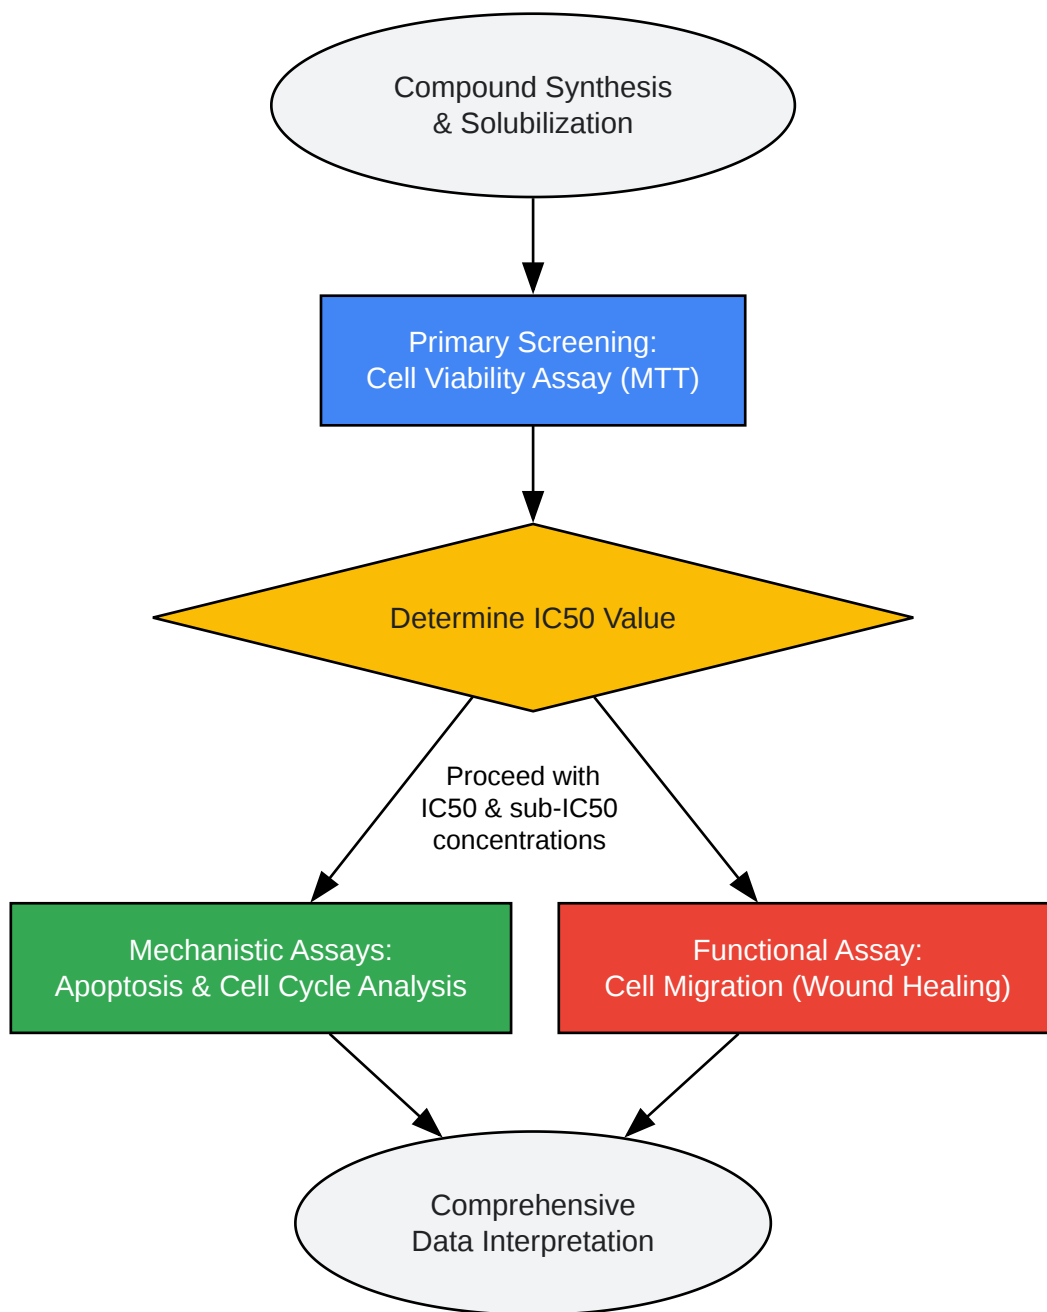 Compound Synthesis
& Solubilization
Primary Screening:
Cell Viability Assay (MTT)
Determine IC50 Value
Proceed with
IC50 & sub-IC50
concentrations
Mechanistic Assays:
Apoptosis & Cell Cycle Analysis
Functional Assay:
Cell Migration (Wound Healing)
Comprehensive
Data Interpretation